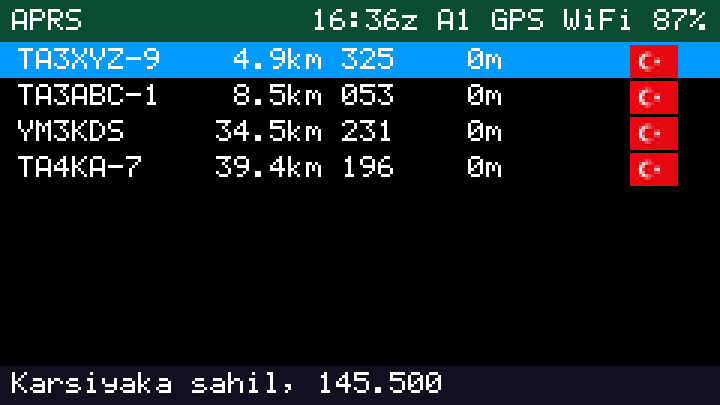 APRS 16:36z A1 GPS WiFi 87%
TA3XYZ-9 4.9km 325 0m
TA3ABC-1 8.5km 053 0m
YM3KDS 34.5km 231 0m
TA4KA-7 39.4km 196 0m
Karsiyaka sahil, 145.500